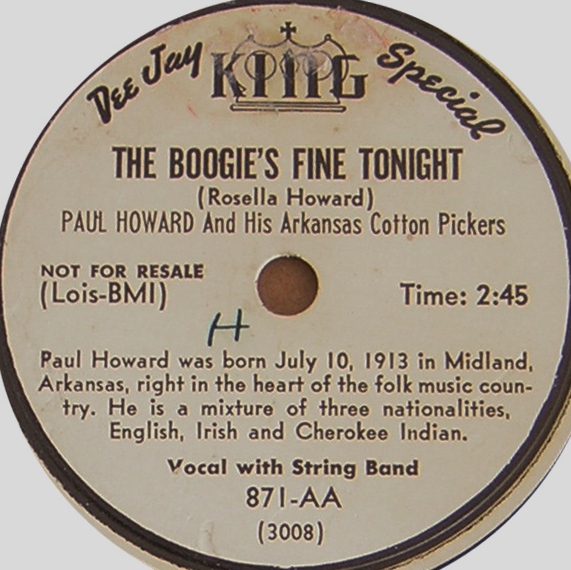 Dee Jay KING Special
THE BOOGIE'S FINE TONIGHT
(Rosella Howard)
PAUL HOWARD And His Arkansas Cotton Pickers
NOT FOR RESALE
(Lois-BMI) Time: 2:45
H
Paul Howard was born July 10, 1913 in Midland,
Arkansas, right in the heart of the folk music coun-
try. He is a mixture of three nationalities,
English, Irish and Cherokee Indian.
Vocal with String Band
871-AA
(3008)